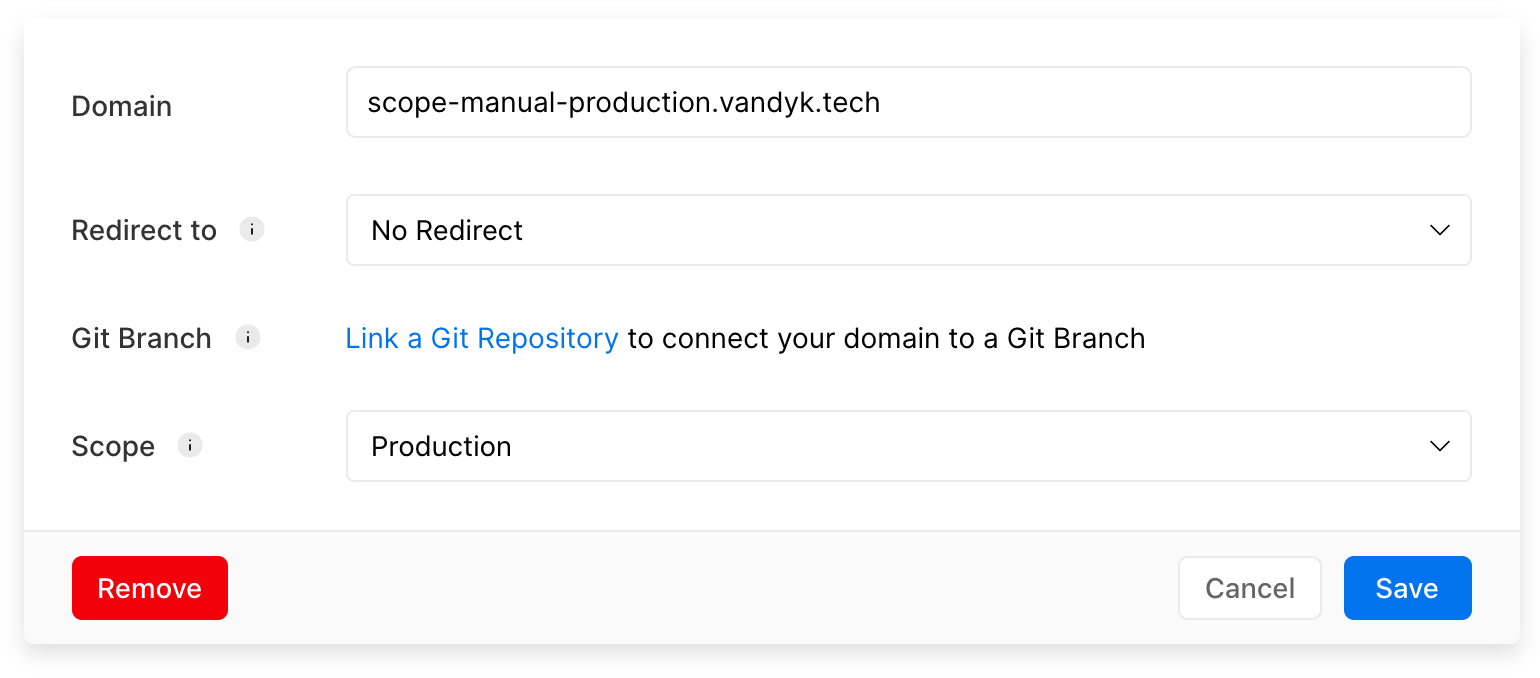 Domain
scope-manual-production.vandyk.tech
Redirect to i
No Redirect
Git Branch i
Link a Git Repository to connect your domain to a Git Branch
Scope i
Production
Remove
Cancel
Save